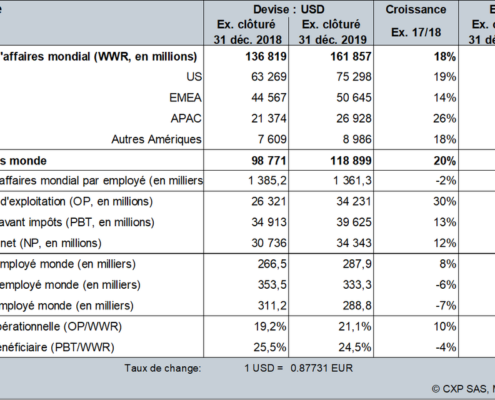 Devise : USD Croissance
Ex. clôturé Ex. clôturé Ex.
31 déc. 2018 31 déc. 2019 Ex. 17/18 31 déc.
'affaires mondial (WWR, en millions) 136 819 161 857 18%
US 63 269 75 298 19%
EMEA 44 567 50 645 14%
APAC 21 374 26 928 26%
Autres Amériques 7 609 8 986 18%
s monde 98 771 118 899 20%
affaires mondial par employé (en milliers 1 385,2 1 361,3 -2%
d'exploitation (OP, en millions) 26 321 34 231 30%
avant impôts (PBT, en millions) 34 913 39 625 13%
net (NP, en millions) 30 736 34 343 12%
employé monde (en milliers) 266,5 287,9 8%
employé monde (en milliers) 353,5 333,3 -6%
employé monde (en milliers) 311,2 288,8 -7%
érationnelle (OP/WWR) 19,2% 21,1% 10%
énéficiaire (PBT/WWR) 25,5% 24,5% -4%
Taux de change: 1 USD = 0.87731 EUR
© CXP SAS,